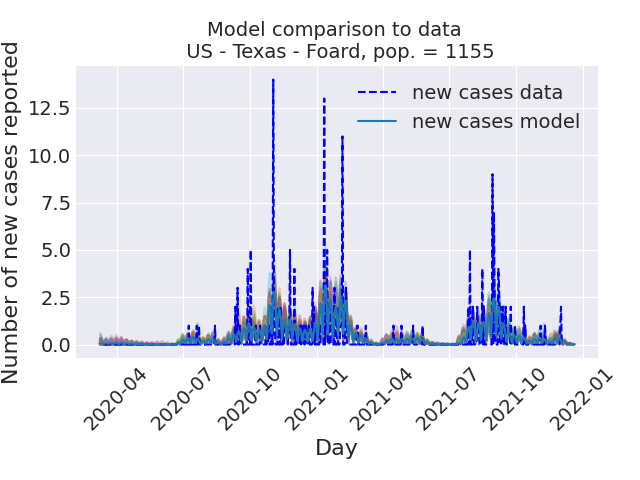 Model comparison to data
US - Texas - Foard, pop. = 1155
Number of new cases reported
12.5
10.0
7.5
5.0
2.5
0.0
new cases data
new cases model
2020-04
2020-07
2020-10
2021-01
2021-04
2021-07
2021-10
2022-01
Day